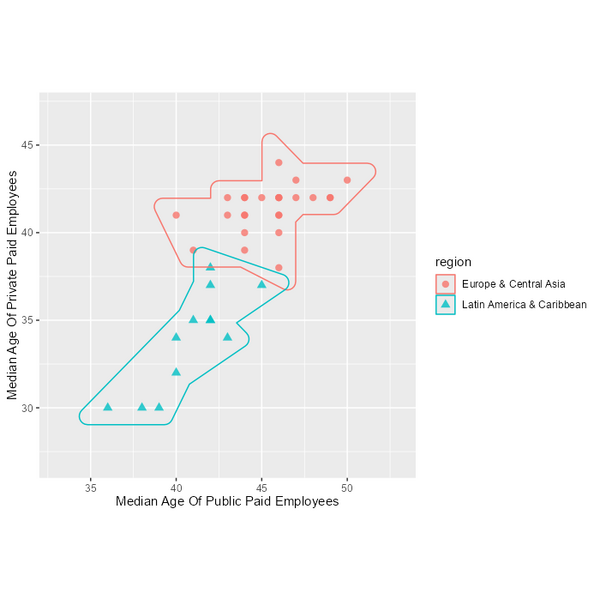 Median Age Of Private Paid Employees
45
40
35
30
35
40
45
50
Median Age Of Public Paid Employees
region
Europe & Central Asia
Latin America & Caribbean